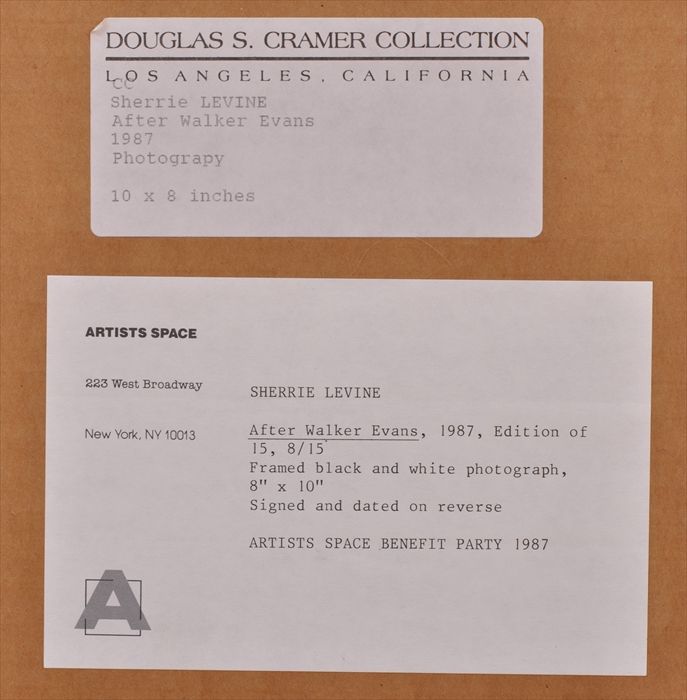 DOUGLAS S. CRAMER COLLECTION
LOS ANGELES, CALIFORNIA
CC
Sherrie LEVINE
After Walker Evans
1987
Photograpy
10 x 8 inches
ARTISTS SPACE
223 West Broadway
New York, NY 10013
SHERRIE LEVINE
After Walker Evans, 1987, Edition of
15, 8/15
Framed black and white photograph,
8" x 10"
Signed and dated on reverse
ARTISTS SPACE BENEFIT PARTY 1987
A